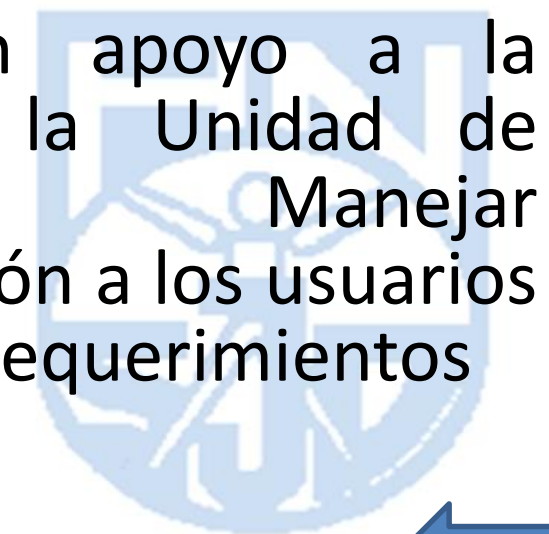 n apoyo a la
la Unidad de
Manejar
ón a los usuarios
equerimientos